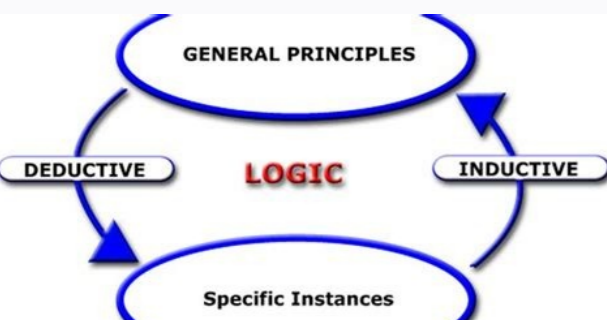 GENERAL PRINCIPLES
DEDUCTIVE
LOGIC
INDUCTIVE
Specific Instances